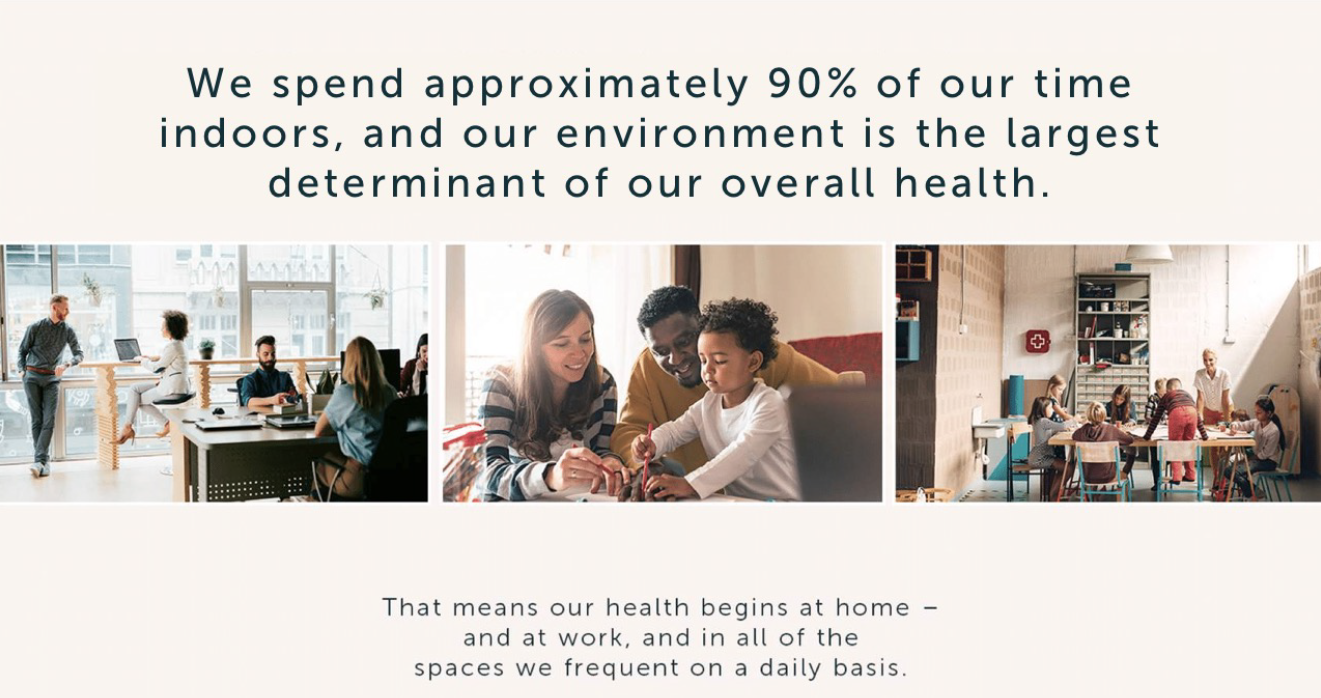 We spend approximately 90% of our time
indoors, and our environment is the largest
determinant of our overall health.
That means our health begins at home –
and at work, and in all of the
spaces we frequent on a daily basis.